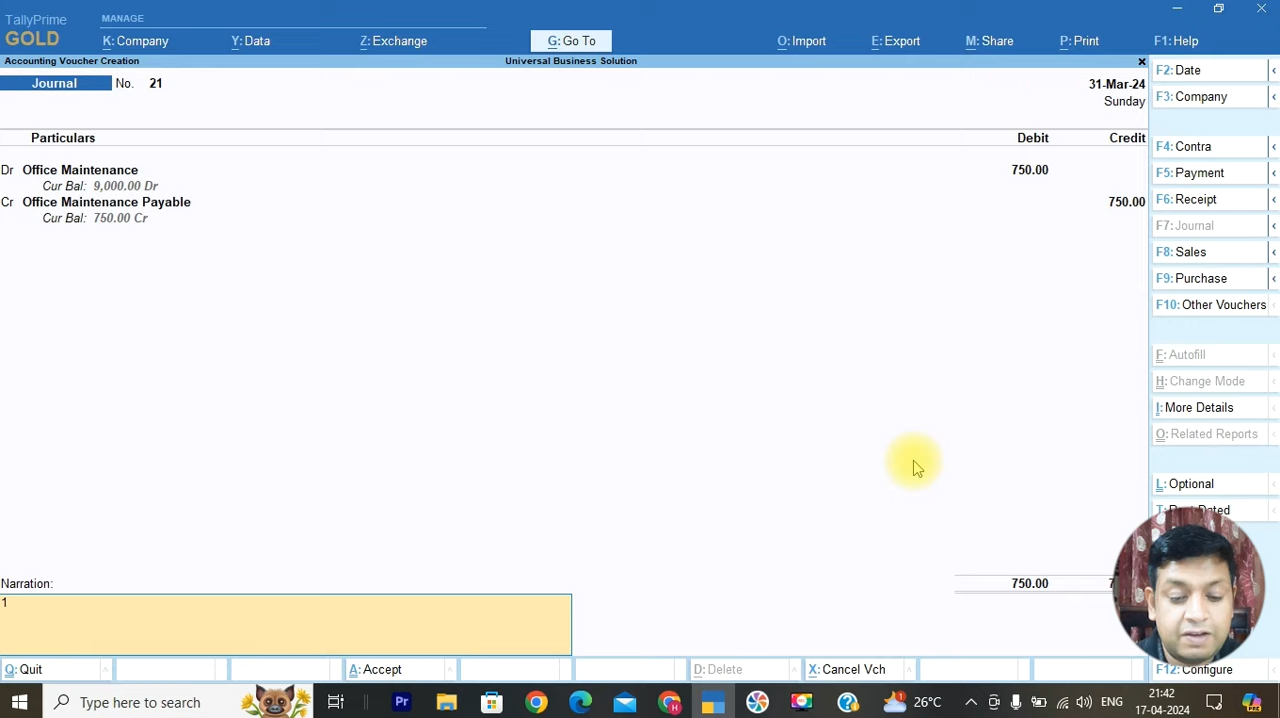 TallyPrime
GOLD
MANAGE
K: Company
Y: Data
Z: Exchange
G: Go To
O: Import
E: Export
M: Share
P: Print
F1: Help
Accounting Voucher Creation
Universal Business Solution
Journal No. 21
31-Mar-24
Sunday
Particulars Debit Credit
Dr Office Maintenance 750.00
Cur Bal: 9,000.00 Dr
Cr Office Maintenance Payable 750.00
Cur Bal: 750.00 Cr
F2: Date
F3: Company
F4: Contra
F5: Payment
F6: Receipt
F7: Journal
F8: Sales
F9: Purchase
F10: Other Vouchers
F: Autofill
H: Change Mode
I: More Details
O: Related Reports
L: Optional
Narration:
750.00
1
Q: Quit
A: Accept
D: Delete
X: Cancel Vch
F12: Configure
Type here to search
Pr
26°C
ENG
21:42
17-04-2024